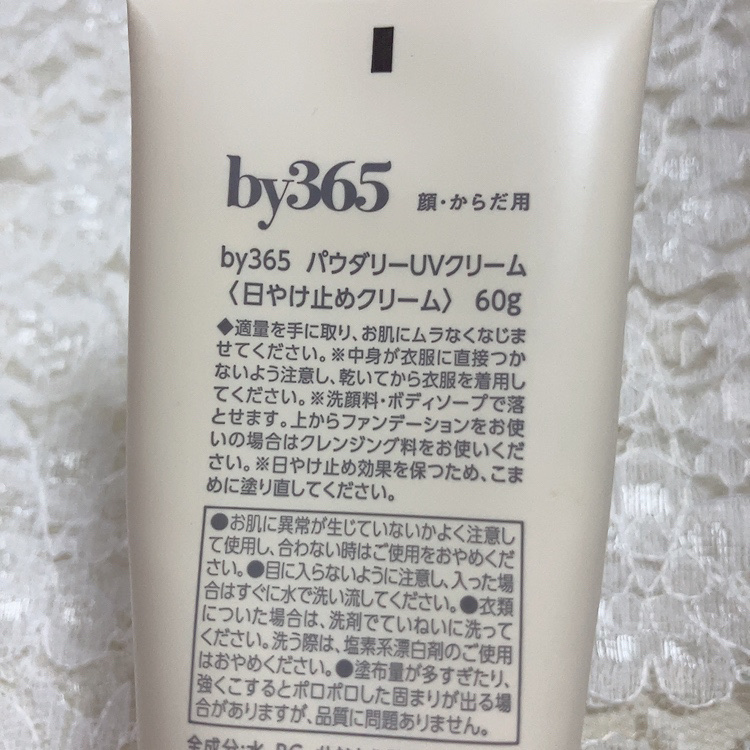 by365 顔・からだ用
by365 パウダリーUVクリーム
〈日やけ止めクリーム〉 60g
◆適量を手に取り、お肌にムラなくなじま
せてください。※中身が衣服に直接つか
ないよう注意し、乾いてから衣服を着用し
てください。※洗顔料・ボディソープで落
とせます。上からファンデーションをお使
いの場合はクレンジング料をお使いくだ
さい。※日やけ止め効果を保つため、こま
めに塗り直してください。
●お肌に異常が生じていないかよく注意し
て使用し、合わない時はご使用をおやめくだ
さい。●目に入らないように注意し、入った場
合はすぐに水で洗い流してください。●衣類
についた場合は、洗剤でていねいに洗って
ください。洗う際は、塩素系漂白剤のご使用
はおやめください。●塗布量が多すぎたり、
強くこするとポロポロした固まりが出る場
合がありますが、品質に問題ありません。
全成分:水、BG、